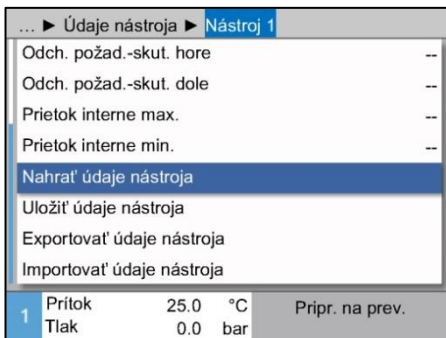 ... ► Údaje nástroja ► Nástroj 1
Odch. požad.-skut. hore --
Odch. požad.-skut. dole --
Prietok interne max. --
Prietok interne min. --
Nahrať údaje nástroja
Uložiť údaje nástroja
Exportovať údaje nástroja
Importovať údaje nástroja
1 Prítok 25.0 °C Pripr. na prev.
Tlak 0.0 bar